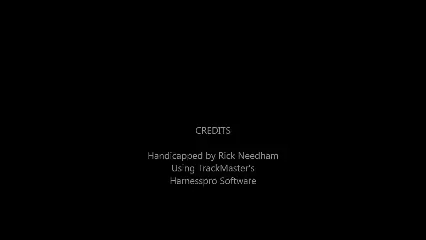 CREDITS
Handicapped by Rick Needham
Using TrackMaster's
Harnesspro Software